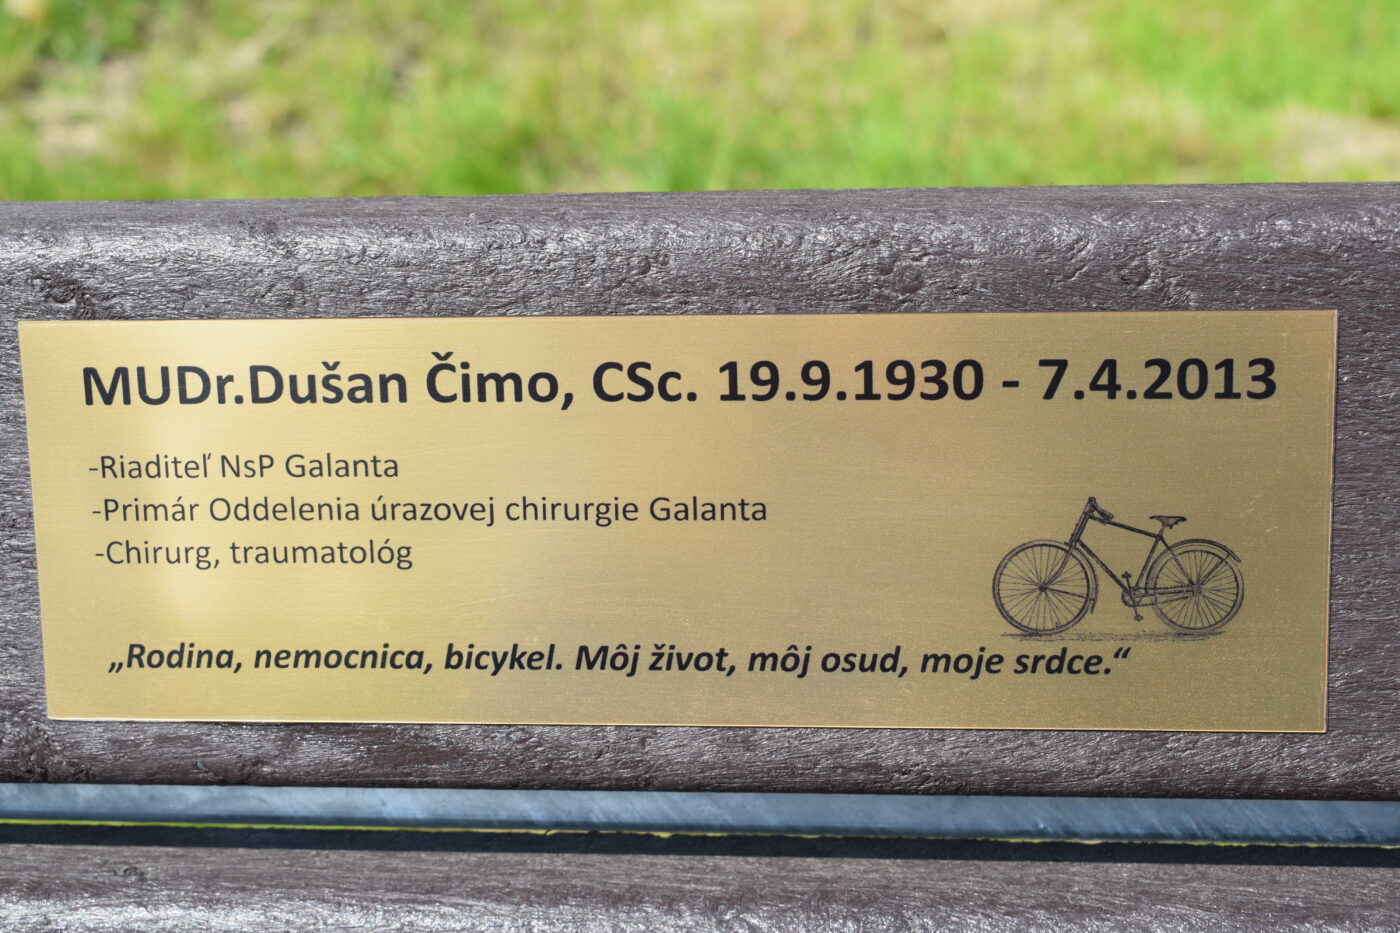 MUDr.Dušan Čimo, CSc. 19.9.1930 - 7.4.2013
-Riaditeľ NsP Galanta
-Primár Oddelenia úrazovej chirurgie Galanta
-Chirurg, traumatológ
„Rodina, nemocnica, bicykel. Môj život, môj osud, moje srdce.“